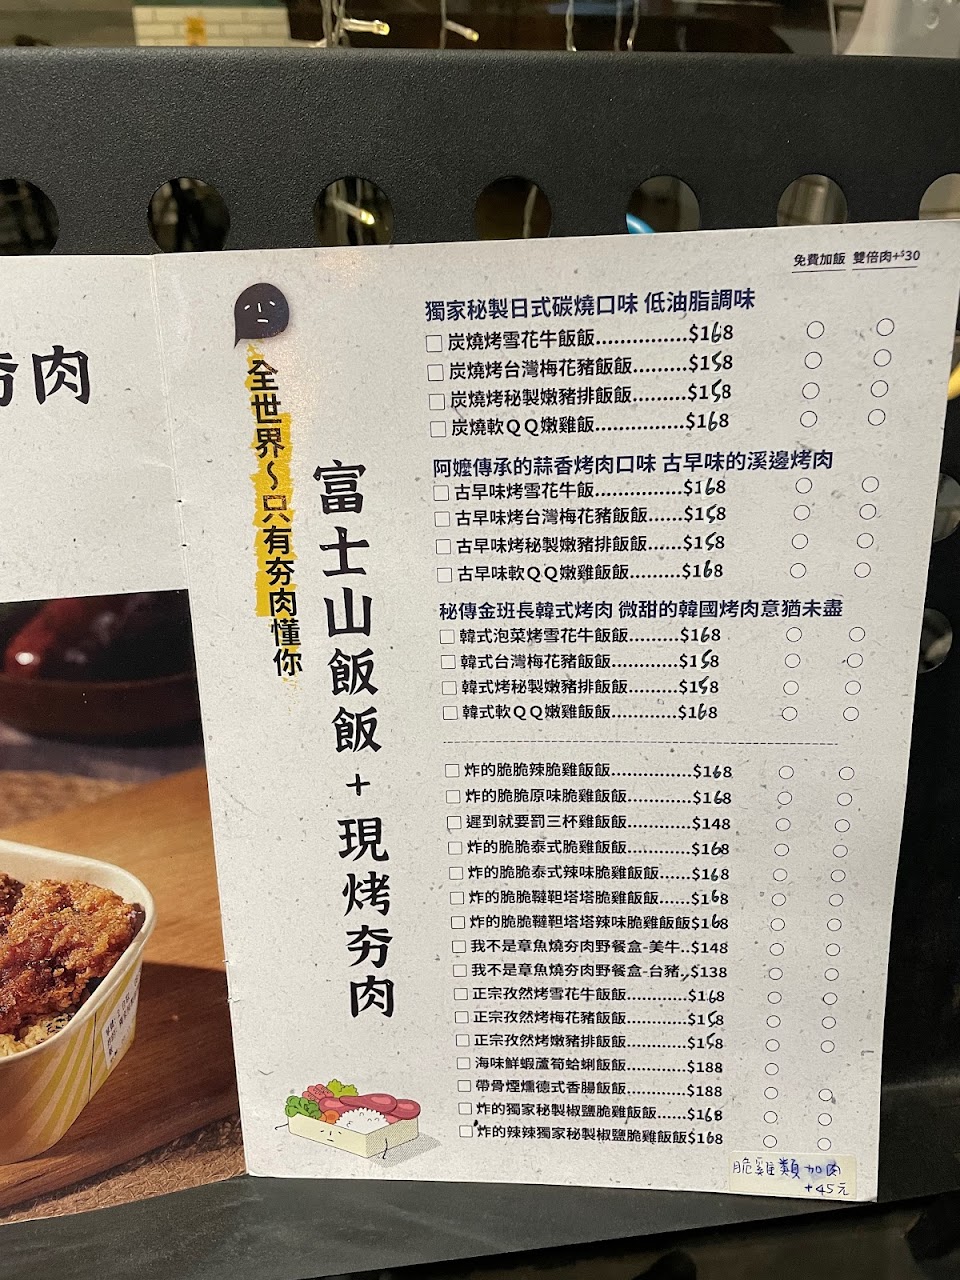 夯肉
全世界~只有夯肉懂你
富士山飯飯+現烤夯肉
免費加飯 雙倍肉+$30
獨家秘製日式碳燒口味 低油脂調味
炭燒烤雪花牛飯飯................$168
炭燒烤台灣梅花豬飯飯.........$158
炭燒烤秘製嫩豬排飯飯.........$158
炭燒軟QQ嫩雞飯...............$168
阿嬤傳承的蒜香烤肉口味 古早味的溪邊烤肉
古早味烤雪花牛飯...............$168
古早味烤台灣梅花豬飯飯......$158
古早味烤秘製嫩豬排飯飯......$158
古早味軟QQ嫩雞飯飯.........$168
秘傳金班長韓式烤肉 微甜的韓國烤肉意猶未盡
韓式泡菜烤雪花牛飯飯.........$168
韓式台灣梅花豬飯飯............$158
韓式烤秘製嫩豬排飯飯.........$158
韓式軟QQ嫩雞飯飯............$168
炸的脆脆辣脆雞飯飯...............$168
炸的脆脆原味脆雞飯飯............$168
遲到就要罰三杯雞飯飯............$148
炸的脆脆泰式脆雞飯飯............$168
炸的脆脆泰式辣味脆雞飯飯......$168
炸的脆脆韃靼塔塔脆雞飯飯......$168
炸的脆脆韃靼塔塔辣味脆雞飯飯$168
我不是章魚燒夯肉野餐盒-美牛..$148
我不是章魚燒夯肉野餐盒-台豬..$138
正宗孜然烤雪花牛飯飯............$168
正宗孜然烤梅花豬飯飯............$158
正宗孜然烤嫩豬排飯飯............$158
海味鮮蝦蘆筍蛤蜊飯飯............$188
帶骨煙燻德式香腸飯飯............$188
炸的獨家秘製椒鹽脆雞飯飯......$168
炸的辣辣獨家秘製椒鹽脆雞飯飯$168
脆雞類加肉
+45元